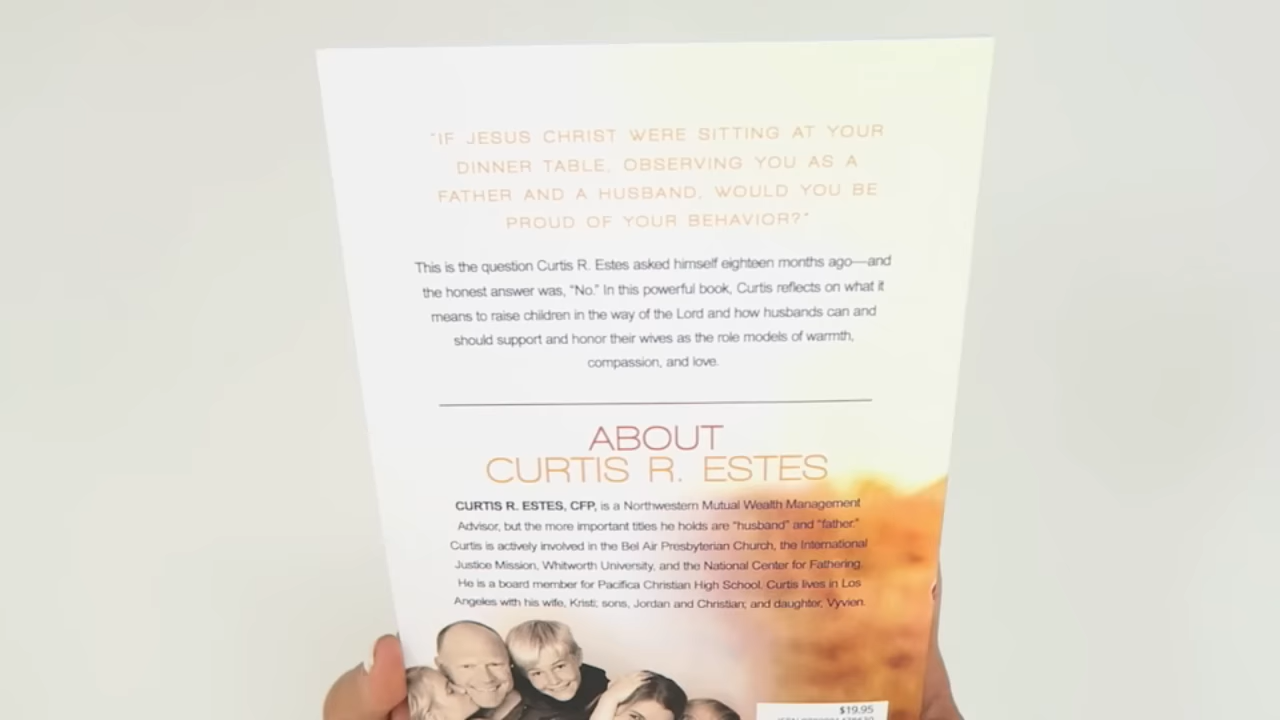 "IF JESUS CHRIST WERE SITTING AT YOUR
DINNER TABLE, OBSERVING YOU AS A
FATHER AND A HUSBAND, WOULD YOU BE
PROUD OF YOUR BEHAVIOR?"
This is the question Curtis R. Estes asked himself eighteen months ago—and
the honest answer was, "No." In this powerful book, Curtis reflects on what it
means to raise children in the way of the Lord and how husbands can and
should support and honor their wives as the role models of warmth,
compassion, and love.
ABOUT
CURTIS R. ESTES
CURTIS R. ESTES, CFP, is a Northwestern Mutual Wealth Management
Advisor, but the more important titles he holds are "husband" and "father."
Curtis is actively involved in the Bel Air Presbyterian Church, the International
Justice Mission, Whitworth University, and the National Center for Fathering.
He is a board member for Pacifica Christian High School. Curtis lives in Los
Angeles with his wife, Kristi; sons, Jordan and Christian; and daughter, Vyvien.
$19.95